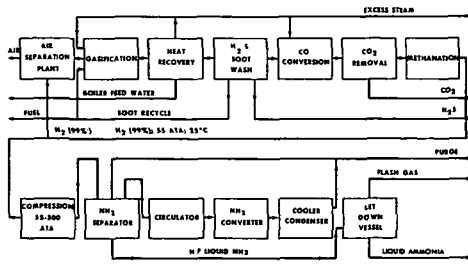 EXCESS STEAM
AIR
AIR
SEPARATION
PLANT
GASIFICATION
HEAT
RECOVERY
H2S
SOOT
WASH
CO
CONVERSION
CO2
REMOVAL
METHANATION
BOILER FEED WATER
CO2
FUEL
SOOT RECYCLE
H2S
N2 (99%)
H2 (99%); 55 ATA; 25°C
PURGE
FLASH GAS
COMPRESSION
55-300
ATA
NH3
SEPARATOR
CIRCULATOR
NH3
CONVERTER
COOLER
CONDENSER
LET
DOWN
VESSEL
H P LIQUID NH3
LIQUID AMMONIA